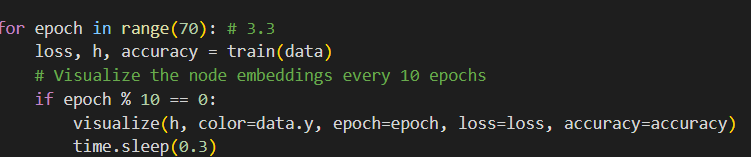 for epoch in range(70): # 3.3
    loss, h, accuracy = train(data)
    # Visualize the node embeddings every 10 epochs
    if epoch % 10 == 0:
        visualize(h, color=data.y, epoch=epoch, loss=loss, accuracy=accuracy)
        time.sleep(0.3)